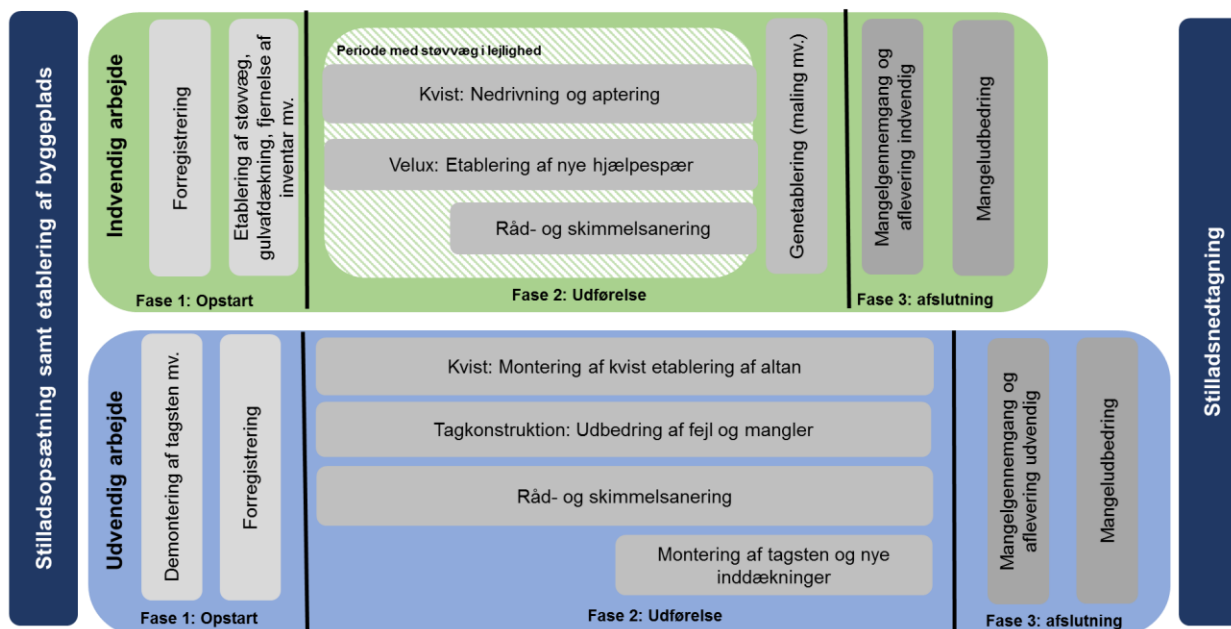 Stilladsopsætning samt etablering af byggeplads
Indvendig arbejde
Forregistrering
Etablering af støvvæg,
gulvafdækning, fjernelse af
inventar mv.
Periode med støvvæg i lejlighed
Kvist: Nedrivning og aptering
Velux: Etablering af nye hjælpespær
Råd- og skimmelsanering
Genetablering (maling mv.)
Mangelgennemgang og
aflevering indvendig
Mangeludbedring
Fase 1: Opstart
Fase 2: Udførelse
Fase 3: afslutning
Udvendig arbejde
Demontering af tagsten mv.
Forregistrering
Kvist: Montering af kvist etablering af altan
Tagkonstruktion: Udbedring af fejl og mangler
Råd- og skimmelsanering
Montering af tagsten og nye
inddækninger
Mangelgennemgang og
aflevering udvendig
Mangeludbedring
Fase 1: Opstart
Fase 2: Udførelse
Fase 3: afslutning
Stilladsnedtagning